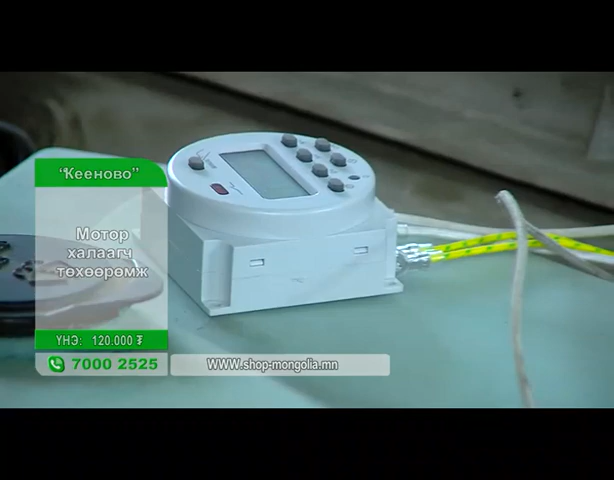 “Кееново”
Мотор
халаагч
төхөөрөмж
ҮНЭ: 120.000 ₮
7000 2525
WWW.shop-mongolia.mn